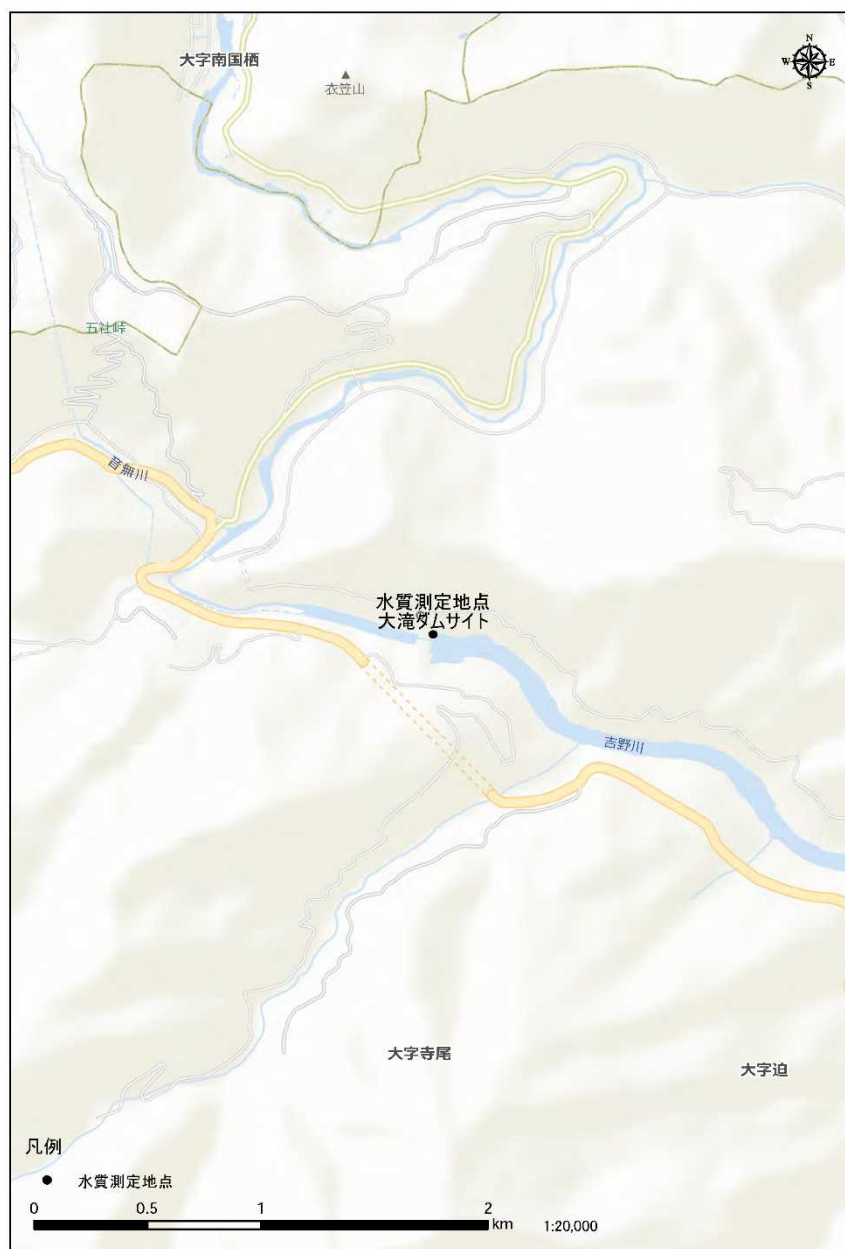 大字南国栖
衣笠山
N
W E
S
五社峠
音無川
水質測定地点
大滝ダムサイト
吉野川
大字寺尾
大字迫
凡例
水質測定地点
0 0.5 1 2
km 1:20,000